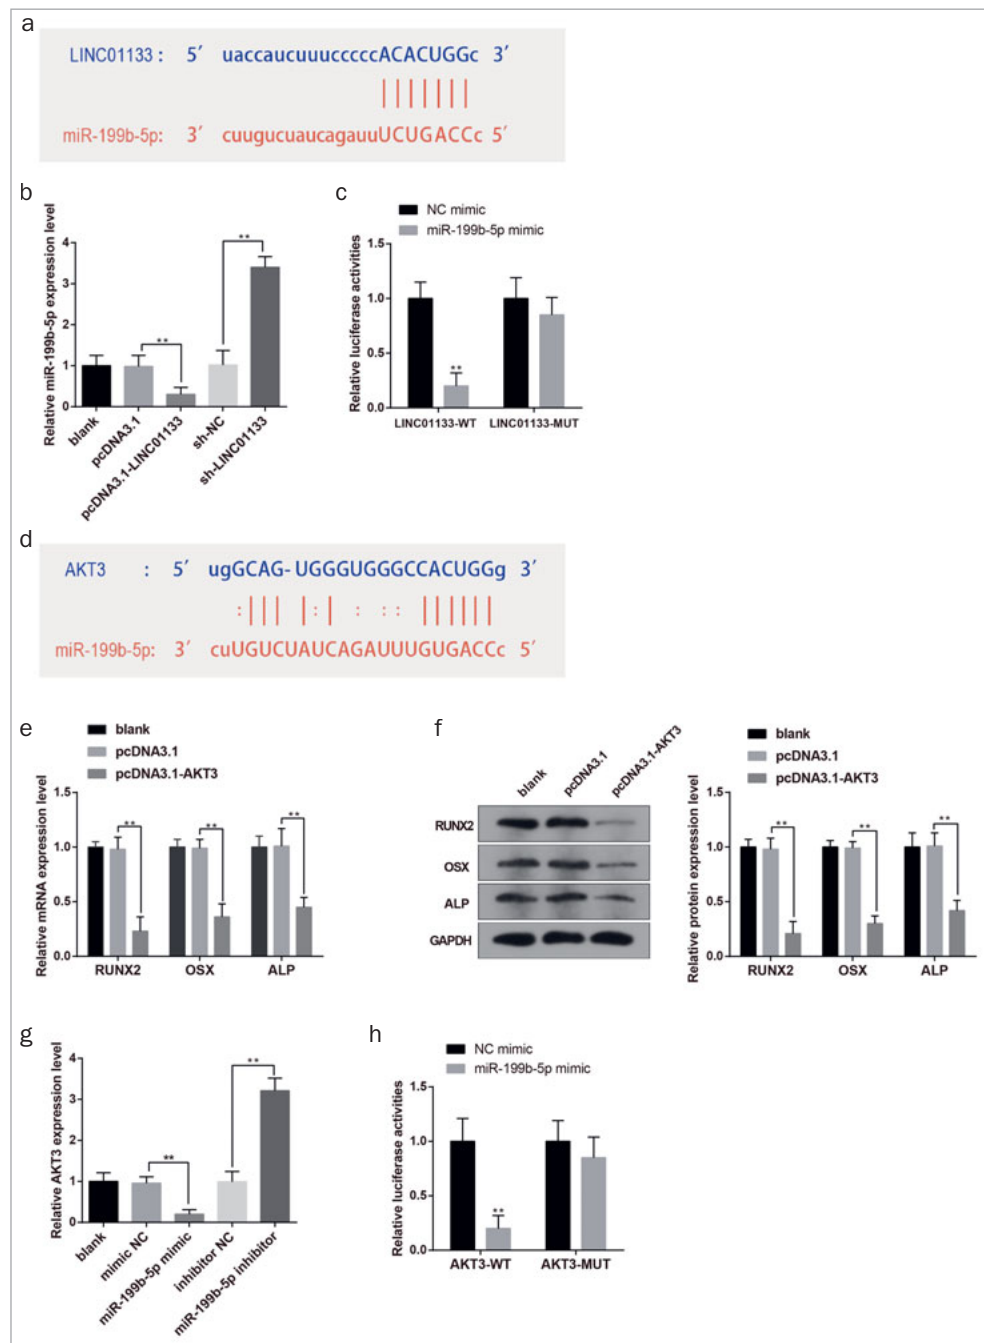 a
LINC01133 : 5′ uaccaucuuucccccACACUGGc 3′
miR-199b-5p: 3′ cuugucuaucagauuUCUGACCc 5′
b
Relative miR-199b-5p expression level
4
3
2
1
0
blank
pcDNA3.1
pcDNA3.1-LINC01133
sh-NC
sh-LINC01133
**
**
c
NC mimic
miR-199b-5p mimic
Relative luciferase activities
1.5
1.0
0.5
0.0
**
LINC01133-WT LINC01133-MUT
d
AKT3 : 5′ ugGCAG-UGGGUGGGCCACUGGg 3′
miR-199b-5p: 3′ cuUGUCUAUCAGAUUUGUGACCc 5′
e
blank
pcDNA3.1
pcDNA3.1-AKT3
Relative mRNA expression level
1.5
1.0
0.5
0.0
** ** **
RUNX2 OSX ALP
f
blank pcDNA3.1 pcDNA3.1-AKT3
RUNX2
OSX
ALP
GAPDH
blank
pcDNA3.1
pcDNA3.1-AKT3
Relative protein expression
1.5
1.0
0.5
0.0
** ** **
RUNX2 OSX ALP
g
Relative AKT3 expression level
4
3
2
1
0
** **
blank
mimic NC
miR-199b-5p mimic
inhibitor NC
miR-199b-5p inhibitor
h
NC mimic
miR-199b-5p mimic
Relative luciferase activities
1.5
1.0
0.5
0.0
**
AKT3-WT AKT3-MUT